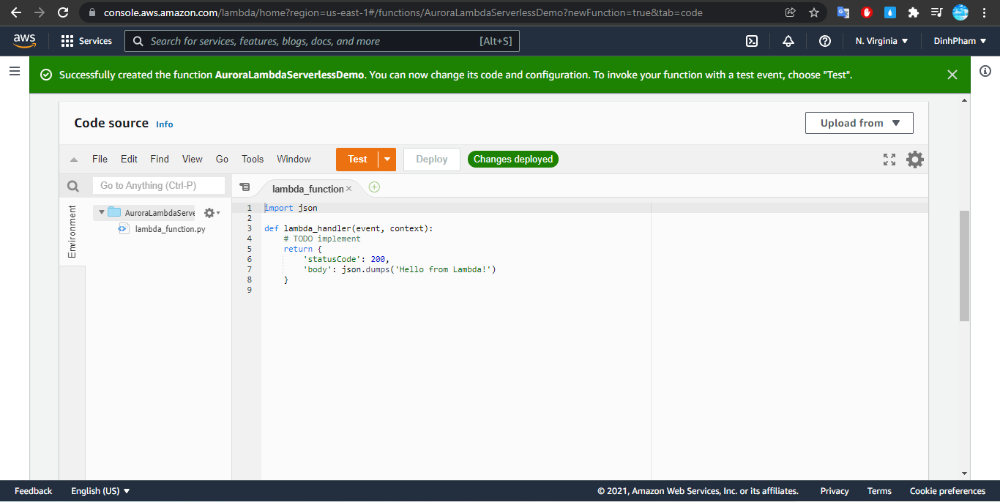 console.aws.amazon.com/lambda/home?region=us-east-1#/functions/AuroraLambdaServerlessDemo?newFunction=true&tab=code
aws Services Search for services, features, blogs, docs, and more [Alt+S] N. Virginia ▼ DinhPham ▼
Successfully created the function AuroraLambdaServerlessDemo. You can now change its code and configuration. To invoke your function with a test event, choose "Test".
Code source Info Upload from ▼
File Edit Find View Go Tools Window Test Deploy Changes deployed
Go to Anything (Ctrl-P) lambda_function
Environment
AuroraLambdaServe
lambda_function.py
1 import json
2
3 def lambda_handler(event, context):
4     # TODO implement
5     return {
6         'statusCode': 200,
7         'body': json.dumps('Hello from Lambda!')
8     }
9
Feedback English (US) ▼ © 2021, Amazon Web Services, Inc. or its affiliates. Privacy Terms Cookie preferences